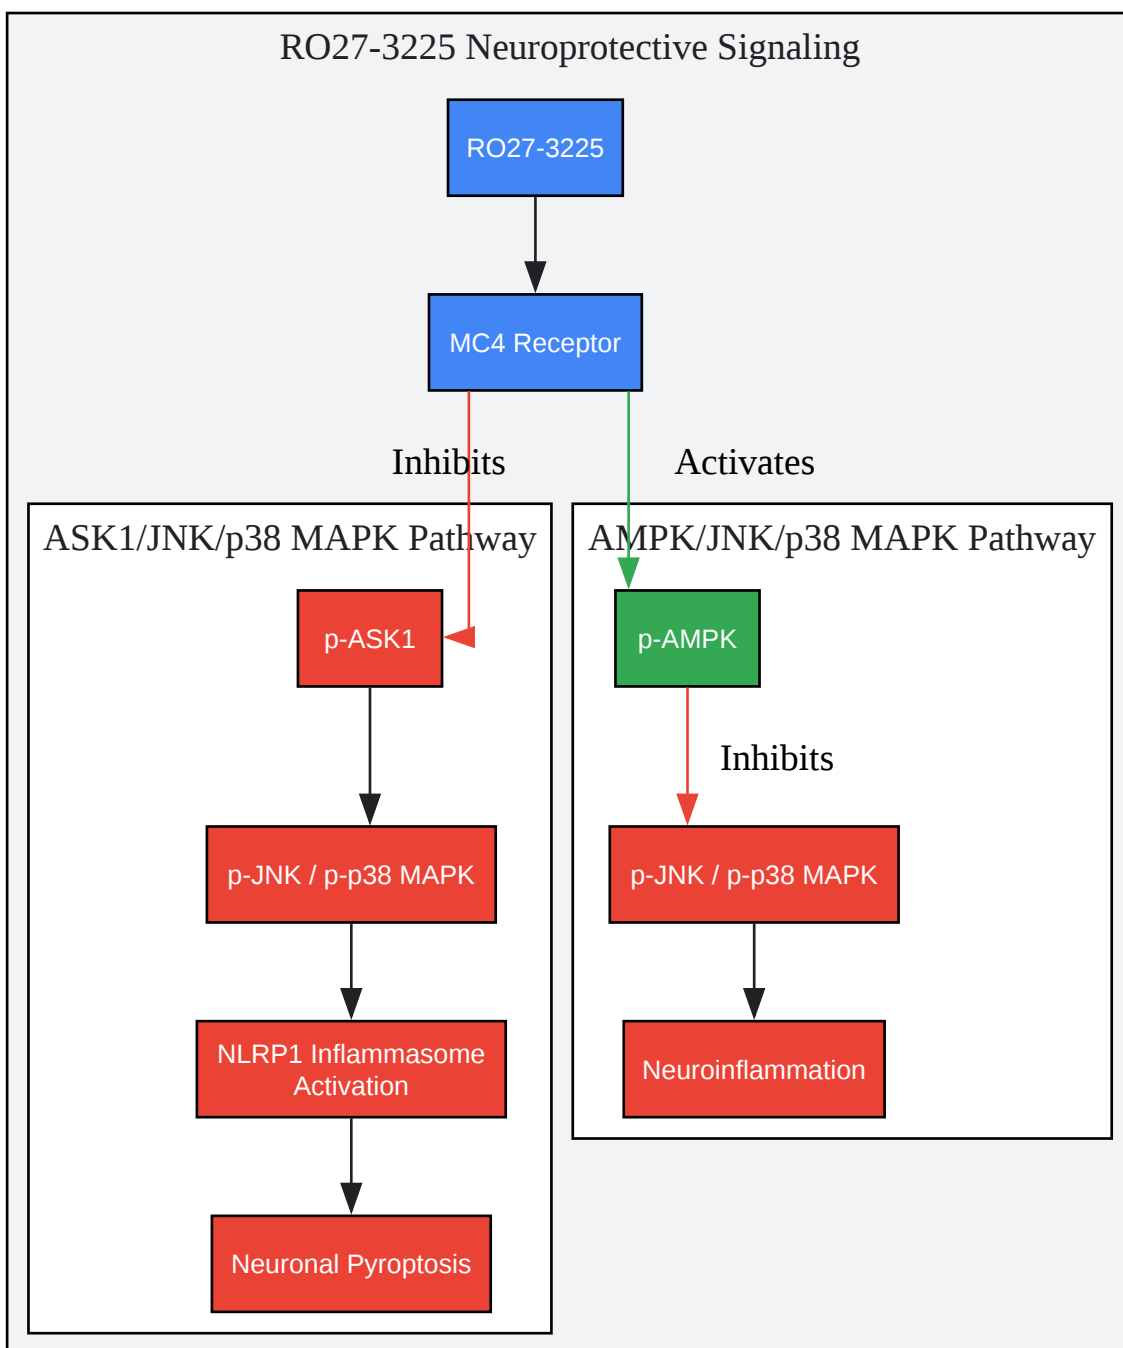 RO27-3225 Neuroprotective Signaling
RO27-3225
MC4 Receptor
Inhibits
Activates
ASK1/JNK/p38 MAPK Pathway
p-ASK1
p-JNK / p-p38 MAPK
NLRP1 Inflammasome
Activation
Neuronal Pyroptosis
AMPK/JNK/p38 MAPK Pathway
p-AMPK
Inhibits
p-JNK / p-p38 MAPK
Neuroinflammation